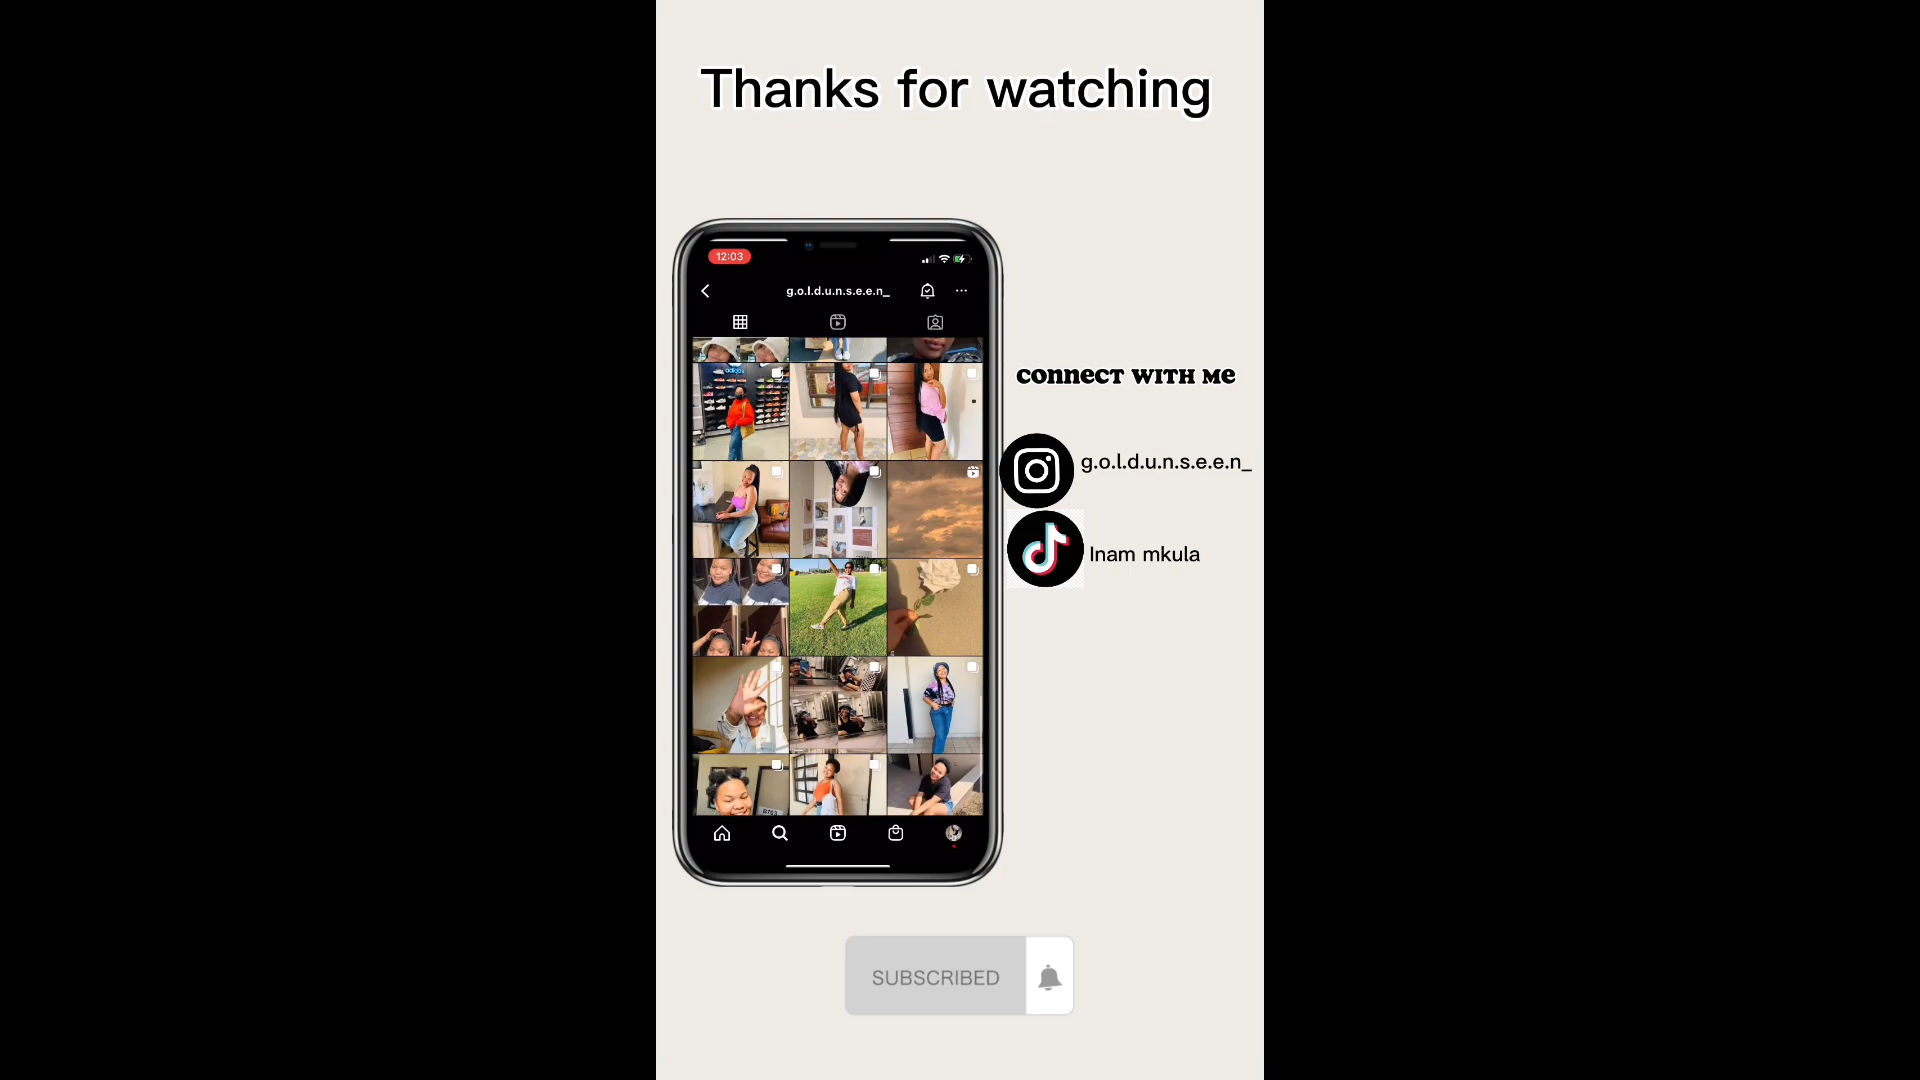 Thanks for watching
12:03
g.o.l.d.u.n.s.e.e.n_
connect with me
g.o.l.d.u.n.s.e.e.n_
Inam mkula
SUBSCRIBED